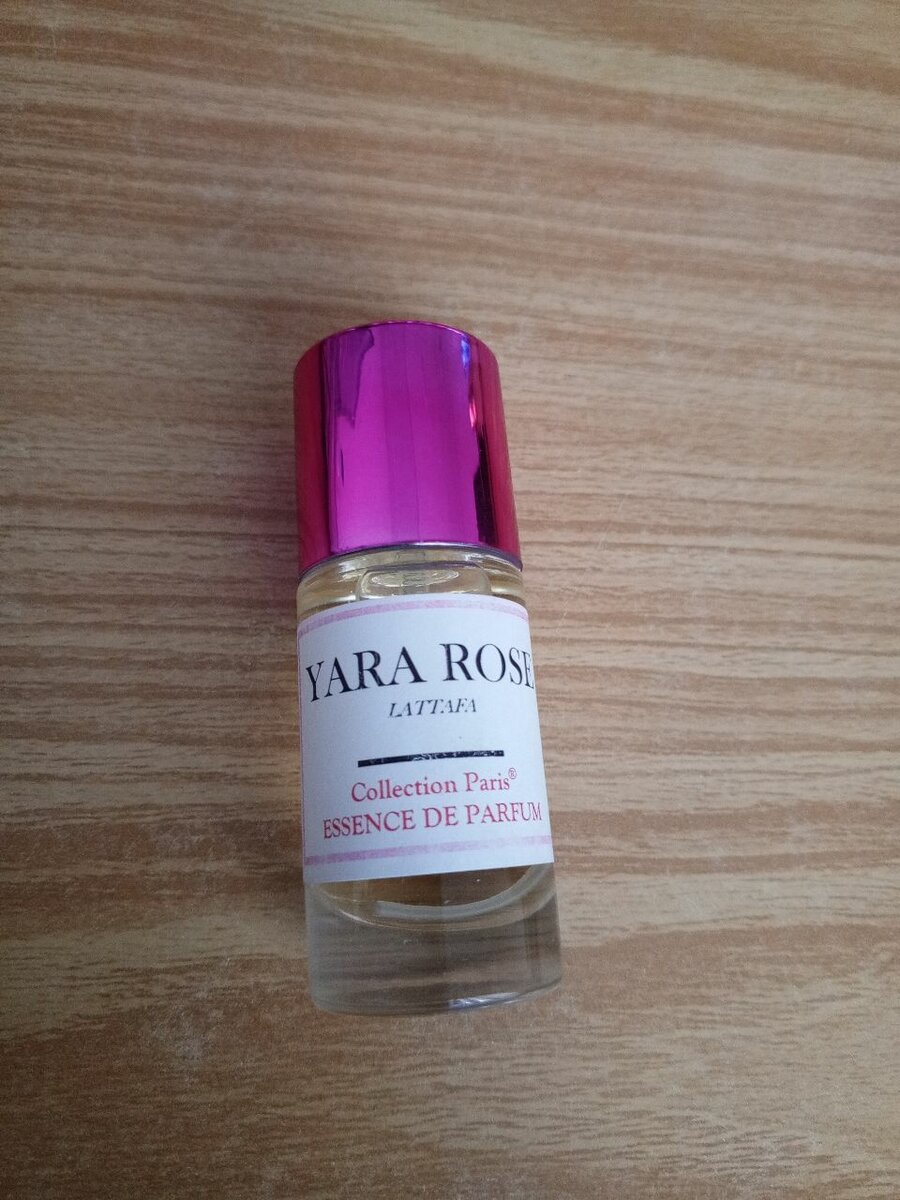 YARA ROSE
LATTAFA
Collection Paris®
ESSENCE DE PARFUM